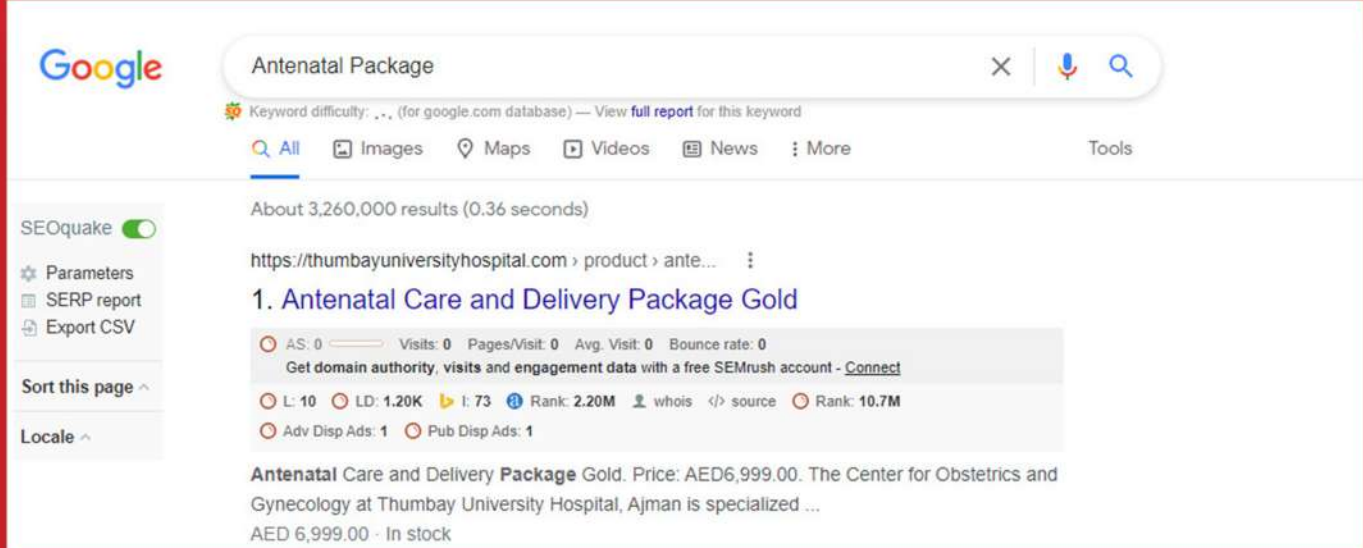 Google
Antenatal Package
Keyword difficulty: (for google.com database) — View full report for this keyword
All Images Maps Videos News More Tools
About 3,260,000 results (0.36 seconds)
SEOquake
Parameters
SERP report
Export CSV
Sort this page
Locale
https://thumbayuniversityhospital.com › product › ante...
1. Antenatal Care and Delivery Package Gold
AS: 0 Visits: 0 Pages/Visit: 0 Avg. Visit: 0 Bounce rate: 0
Get domain authority, visits and engagement data with a free SEMrush account - Connect
L: 10 LD: 1.20K I: 73 Rank: 2.20M whois </> source Rank: 10.7M
Adv Disp Ads: 1 Pub Disp Ads: 1
Antenatal Care and Delivery Package Gold. Price: AED6,999.00. The Center for Obstetrics and
Gynecology at Thumbay University Hospital, Ajman is specialized ...
AED 6,999.00 · In stock